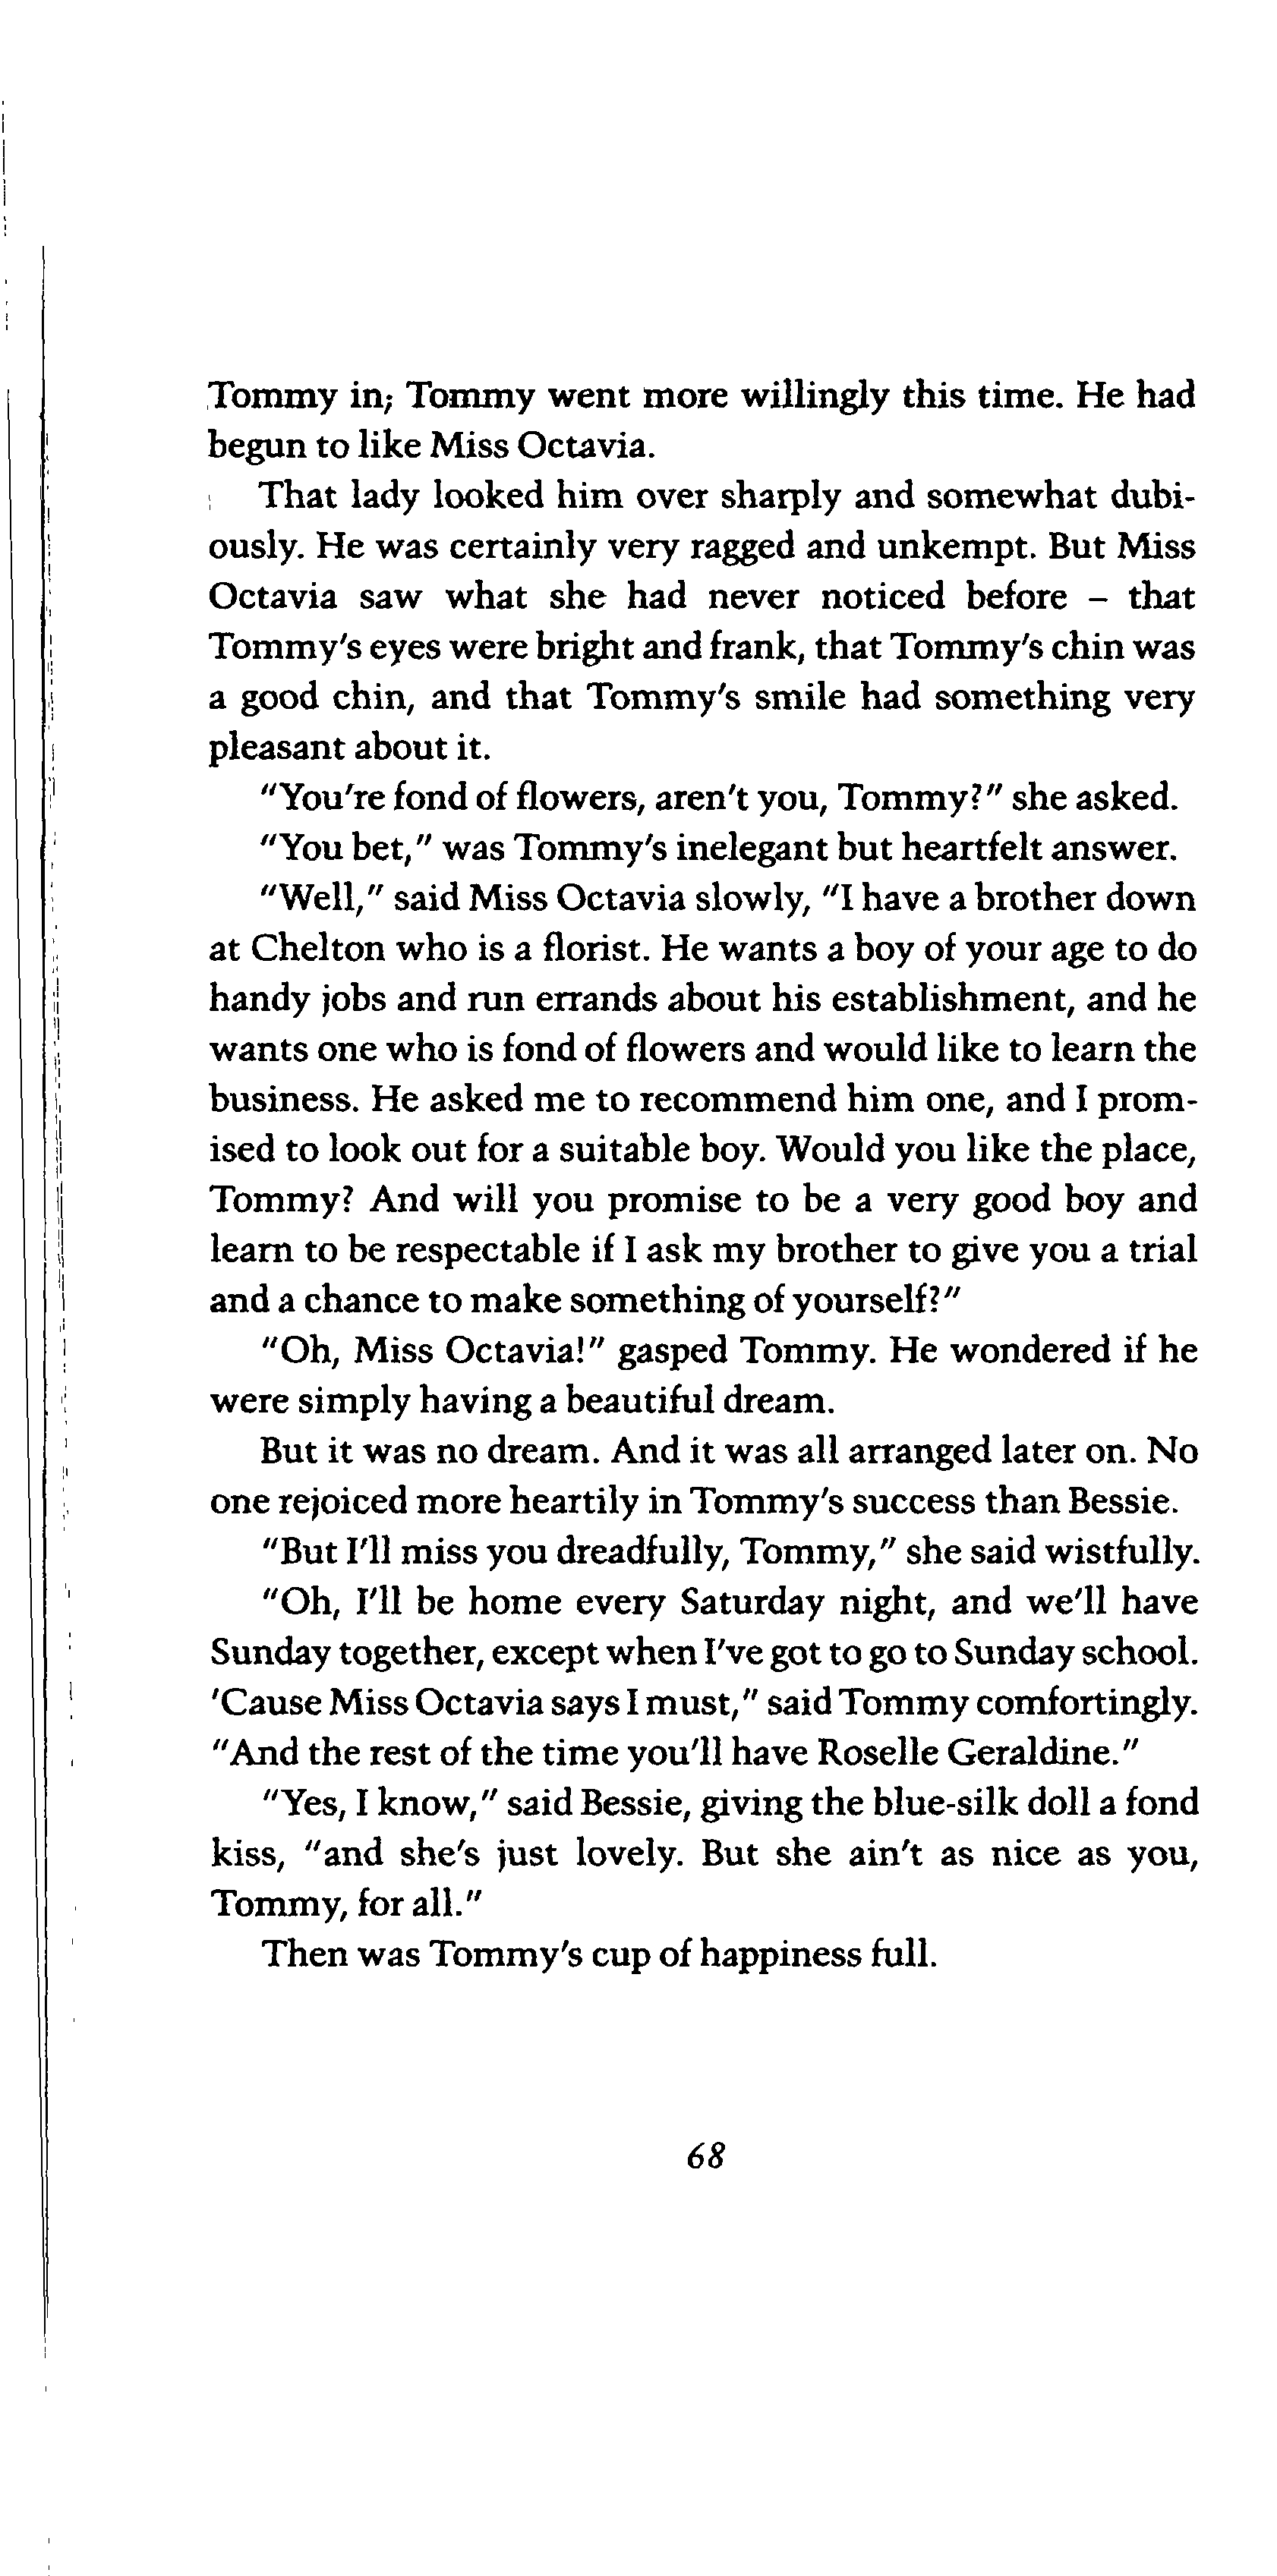 Tommy in; Tommy went more willingly this time. He had
begun to like Miss Octavia.
That lady looked him over sharply and somewhat dubi-
ously. He was certainly very ragged and unkempt. But Miss
Octavia saw what she had never noticed before – that
Tommy's eyes were bright and frank, that Tommy's chin was
a good chin, and that Tommy's smile had something very
pleasant about it.
"You're fond of flowers, aren't you, Tommy?" she asked.
"You bet," was Tommy's inelegant but heartfelt answer.
"Well," said Miss Octavia slowly, "I have a brother down
at Chelton who is a florist. He wants a boy of your age to do
handy jobs and run errands about his establishment, and he
wants one who is fond of flowers and would like to learn the
business. He asked me to recommend him one, and I prom-
ised to look out for a suitable boy. Would you like the place,
Tommy? And will you promise to be a very good boy and
learn to be respectable if I ask my brother to give you a trial
and a chance to make something of yourself?"
"Oh, Miss Octavia!" gasped Tommy. He wondered if he
were simply having a beautiful dream.
But it was no dream. And it was all arranged later on. No
one rejoiced more heartily in Tommy's success than Bessie.
"But I'll miss you dreadfully, Tommy," she said wistfully.
"Oh, I'll be home every Saturday night, and we'll have
Sunday together, except when I've got to go to Sunday school.
'Cause Miss Octavia says I must," said Tommy comfortingly.
"And the rest of the time you'll have Roselle Geraldine."
"Yes, I know," said Bessie, giving the blue-silk doll a fond
kiss, "and she's just lovely. But she ain't as nice as you,
Tommy, for all."
Then was Tommy's cup of happiness full.
68